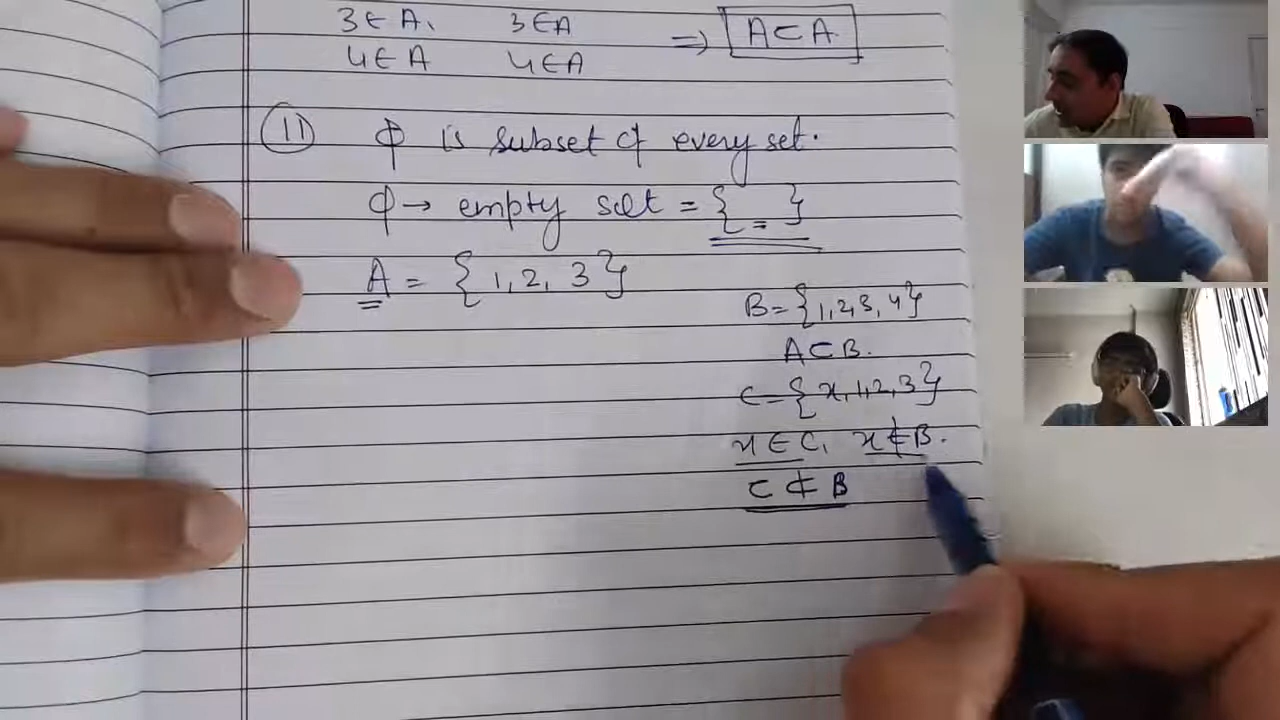 3 ∈ A, 3 ∈ A
4 ∈ A 4 ∈ A ⇒ A ⊂ A.
(11) Φ is subset of every set.
Φ → empty set = { _ }
A = { 1, 2, 3 }
B = { 1, 2, 3, 4 }
A ⊂ B.
C = { x, 1, 2, 3 }
x ∈ C, x ∉ B.
C ⊄ B